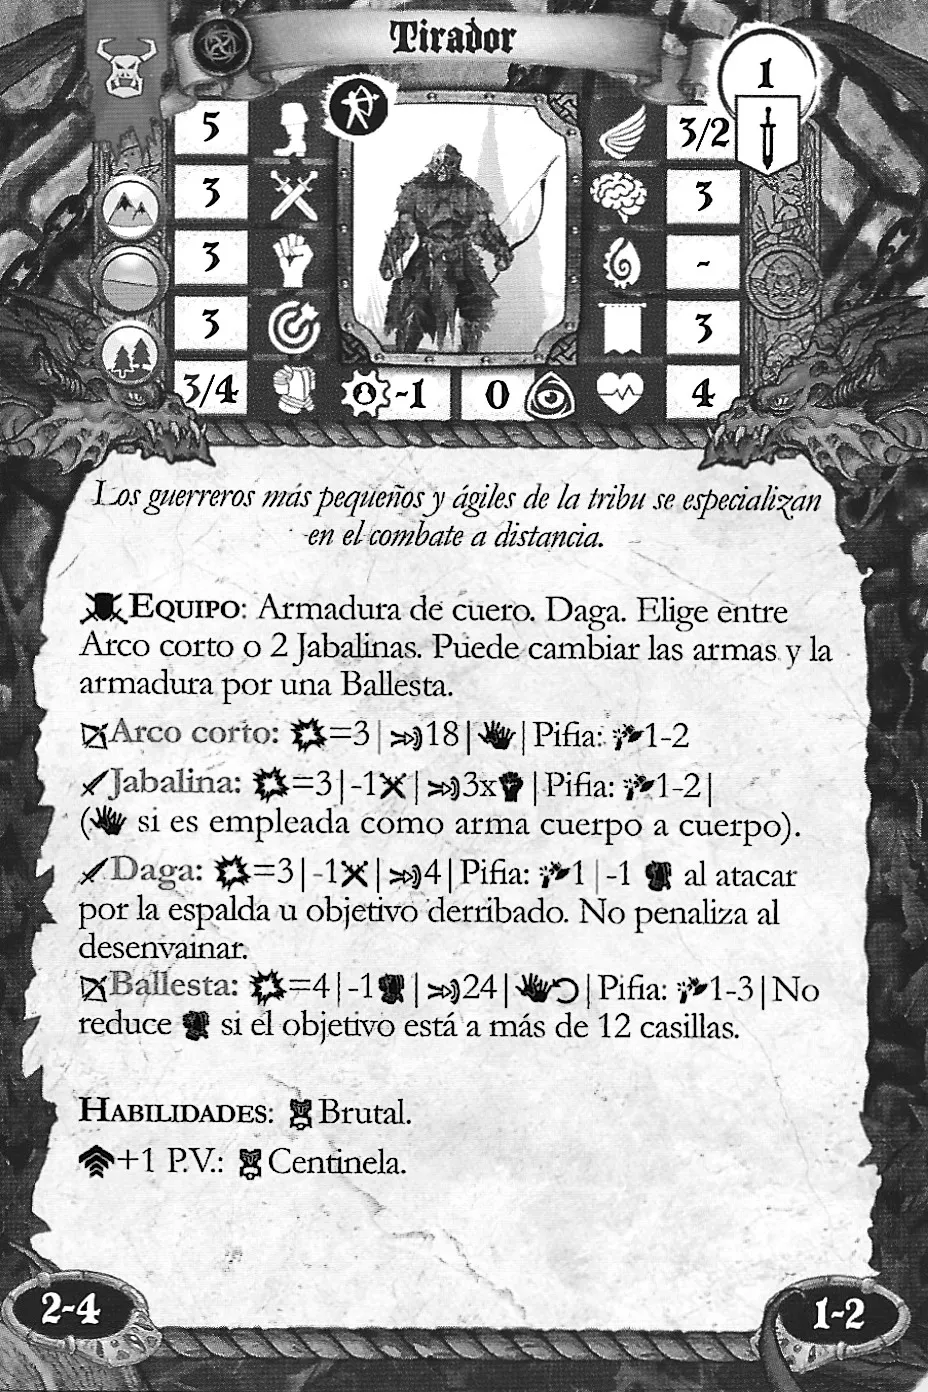 Tirador
1
5
3/2
3
3
3
-
3
3
3/4
-1
0
4
Los guerreros más pequeños y ágiles de la tribu se especializan
en el combate a distancia.
EQUIPO: Armadura de cuero. Daga. Elige entre
Arco corto o 2 Jabalinas. Puede cambiar las armas y la
armadura por una Ballesta.
Arco corto: =3 | 18 | | Pifia: 1-2
Jabalina: =3 | -1 | 3x | Pifia: 1-2 |
( si es empleada como arma cuerpo a cuerpo).
Daga: =3 | -1 | 4 | Pifia: 1 | -1 al atacar
por la espalda u objetivo derribado. No penaliza al
desenvainar.
Ballesta: =4 | -1 | 24 | | Pifia: 1-3 | No
reduce si el objetivo está a más de 12 casillas.
HABILIDADES: Brutal.
+1 P.V.: Centinela.
2-4
1-2